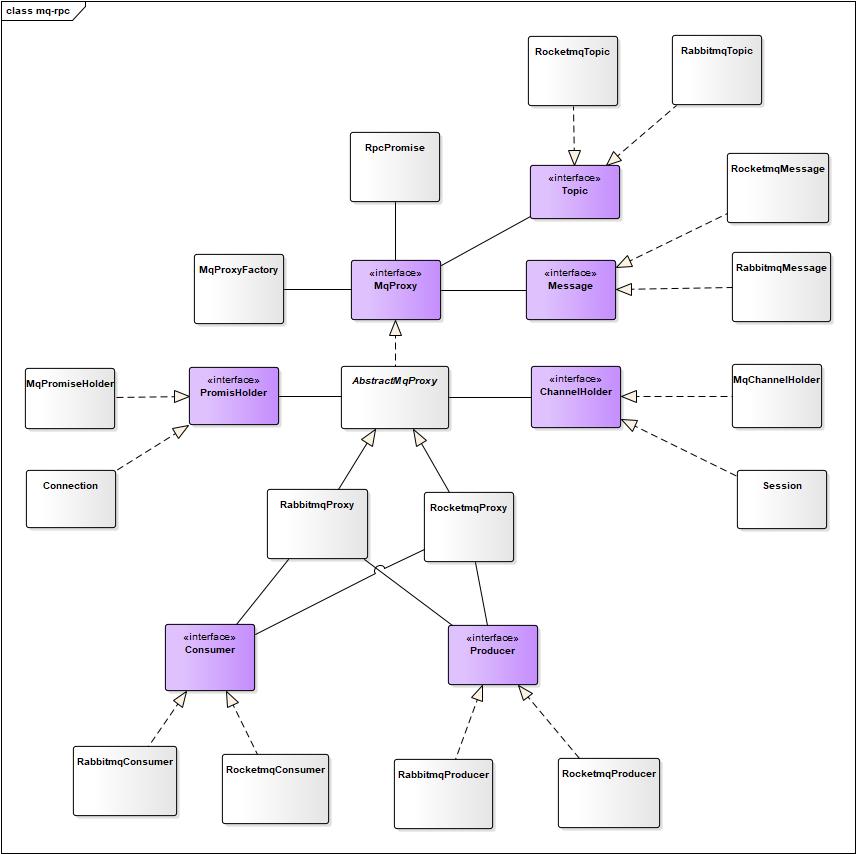 class mq-rpc
RocketmqTopic
RabbitmqTopic
RpcPromise
«interface»
Topic
RocketmqMessage
MqProxyFactory
«interface»
MqProxy
«interface»
Message
RabbitmqMessage
MqPromiseHolder
«interface»
PromisHolder
AbstractMqProxy
«interface»
ChannelHolder
MqChannelHolder
Connection
RabbitmqProxy
RocketmqProxy
Session
«interface»
Consumer
«interface»
Producer
RabbitmqConsumer
RocketmqConsumer
RabbitmqProducer
RocketmqProducer